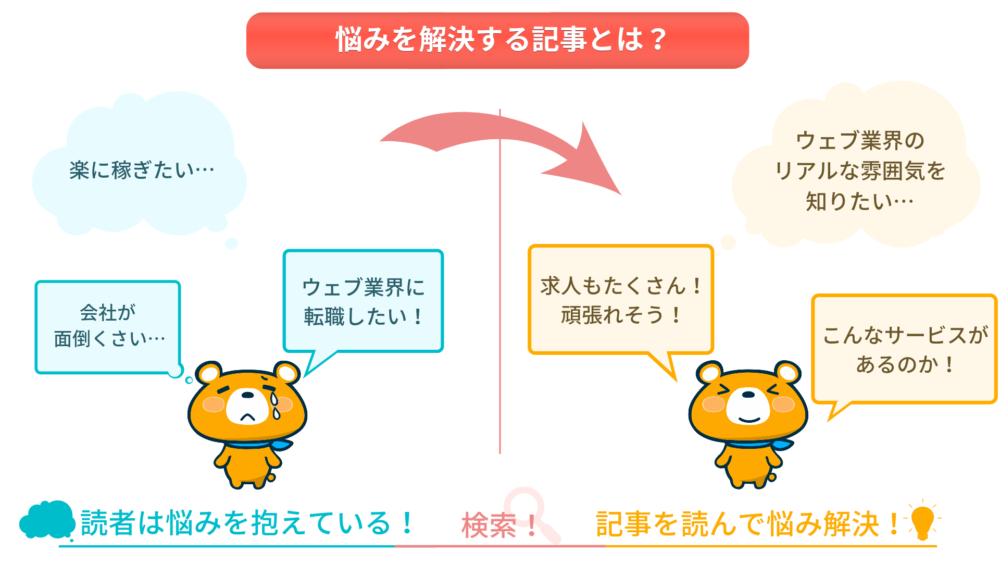 悩みを解決する記事とは？
楽に稼ぎたい…
会社が
面倒くさい…
ウェブ業界に
転職したい！
ウェブ業界の
リアルな雰囲気を
知りたい…
求人もたくさん！
頑張れそう！
こんなサービスが
あるのか！
読者は悩みを抱えている！
検索！
記事を読んで悩み解決！